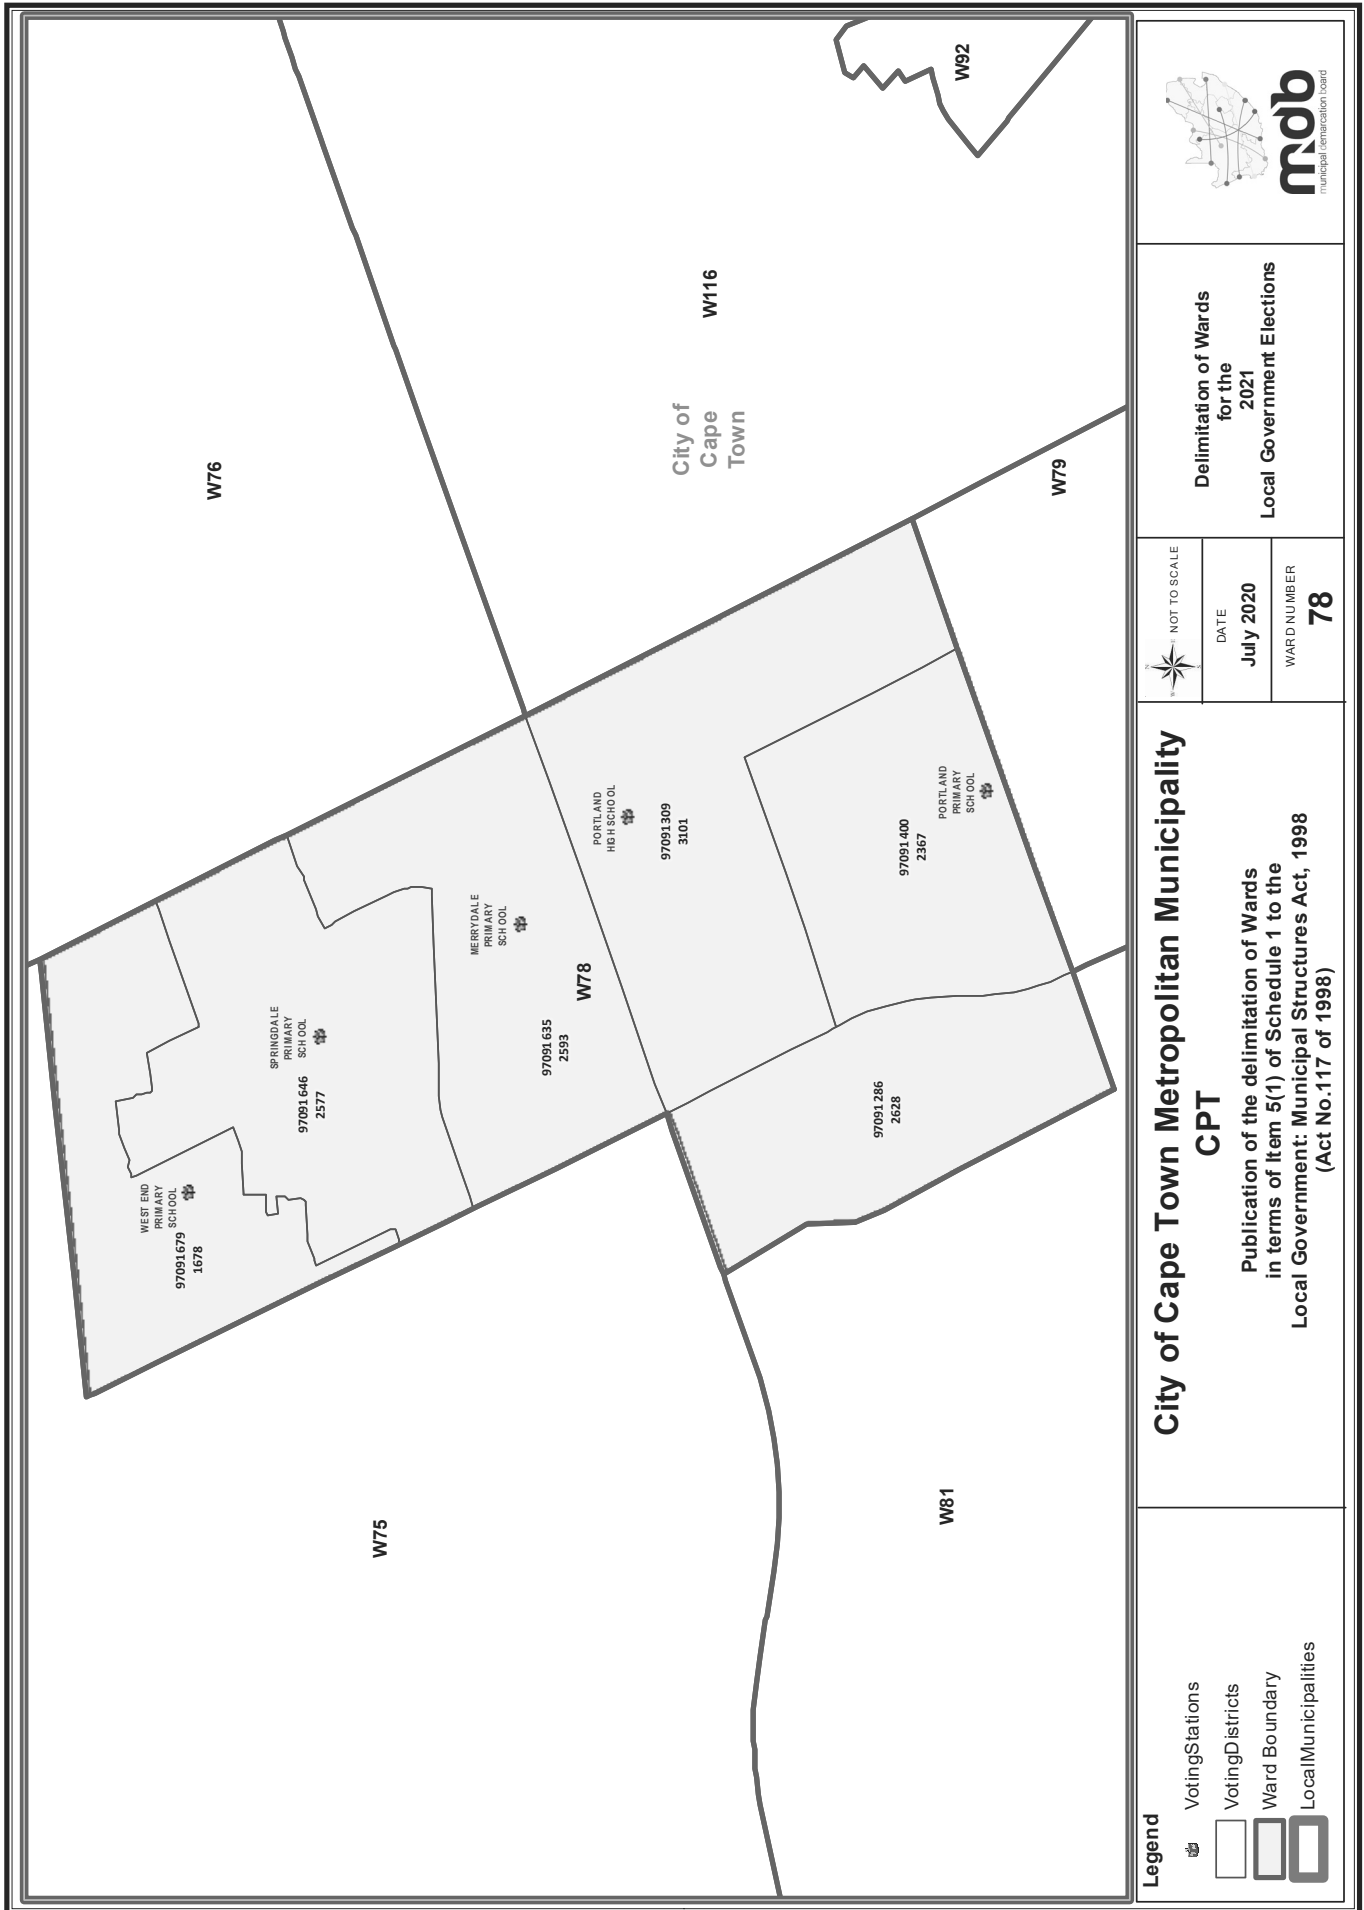 W75
W76
W81
W116
W92
W79
City of
Cape
Town
WEST END
PRIMARY
SCHOOL
97091679
1678
SPRINGDALE
PRIMARY
SCHOOL
97091646
2577
MERRYDALE
PRIMARY
SCHOOL
97091635
2593
W78
PORTLAND
HIGH SCHOOL
97091309
3101
97091286
2628
97091400
2367
PORTLAND
PRIMARY
SCHOOL
Legend
VotingStations
VotingDistricts
Ward Boundary
LocalMunicipalities
City of Cape Town Metropolitan Municipality
CPT
Publication of the delimitation of Wards
in terms of Item 5(1) of Schedule 1 to the
Local Government: Municipal Structures Act, 1998
(Act No.117 of 1998)
N
W E
S
NOT TO SCALE
DATE
July 2020
WARD NUMBER
78
Delimitation of Wards
for the
2021
Local Government Elections
mdb
municipal demarcation board